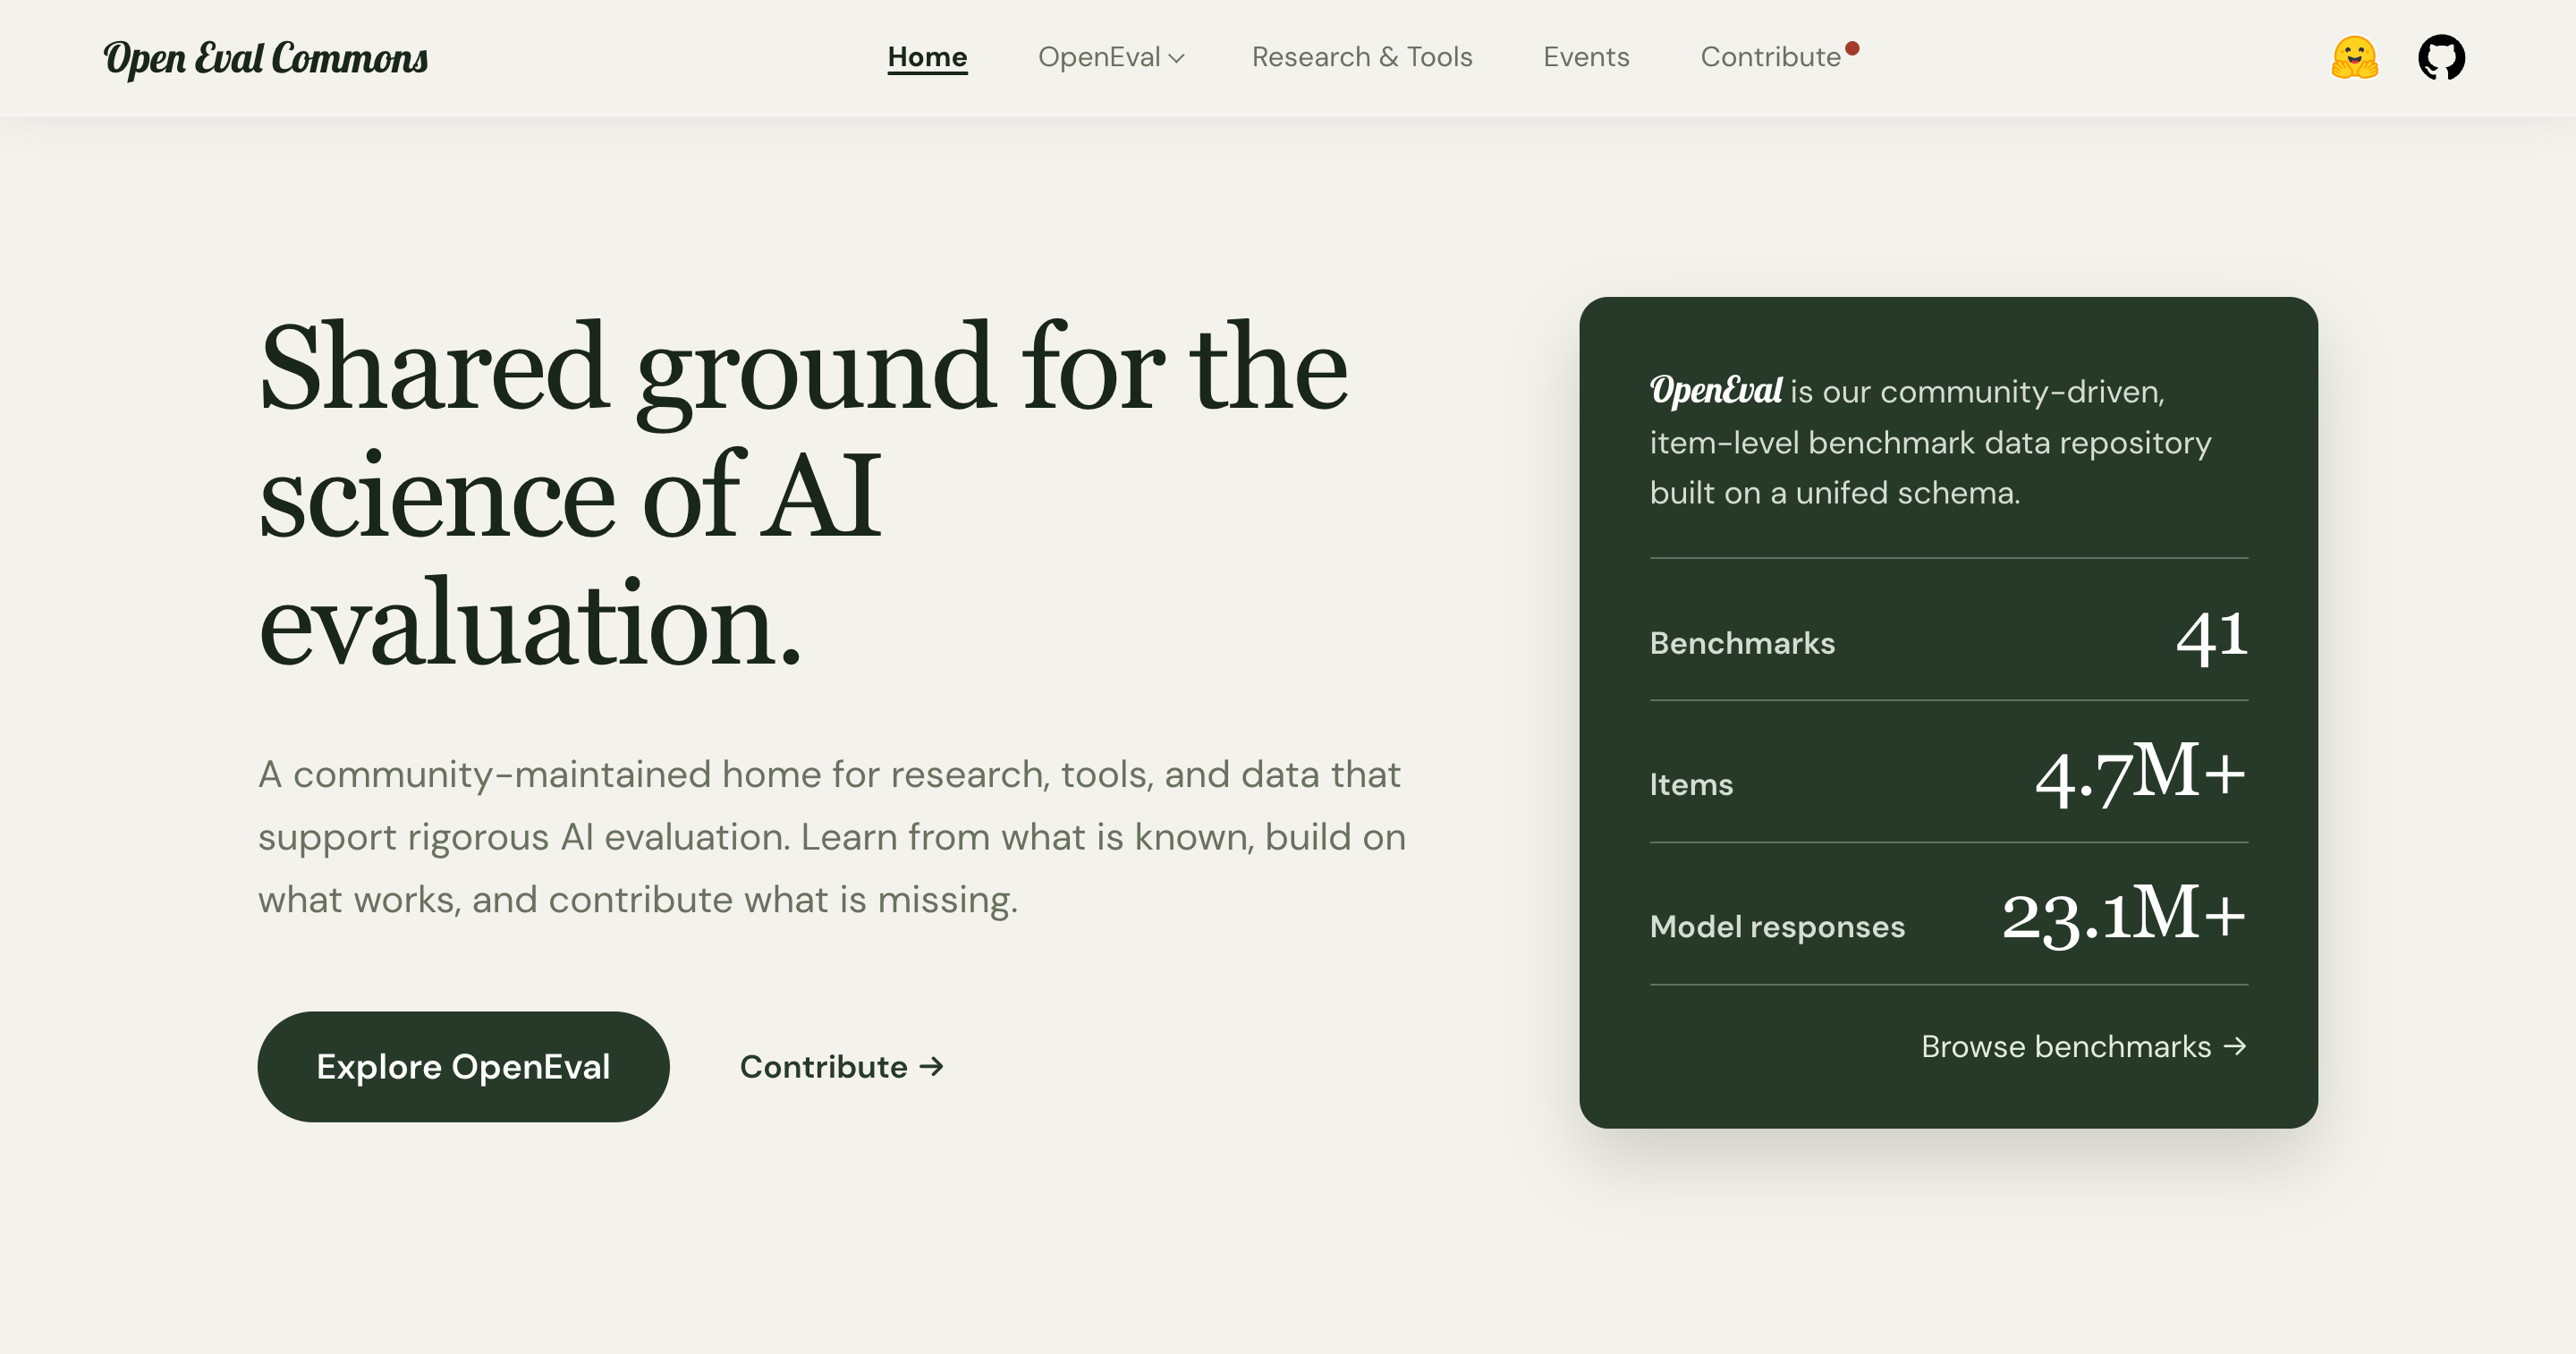 Open Eval Commons
Home OpenEval Research & Tools Events Contribute
Shared ground for the
science of AI
evaluation.
A community-maintained home for research, tools, and data that
support rigorous AI evaluation. Learn from what is known, build on
what works, and contribute what is missing.
Explore OpenEval Contribute →
OpenEval is our community-driven,
item-level benchmark data repository
built on a unifed schema.
Benchmarks 41
Items 4.7M+
Model responses 23.1M+
Browse benchmarks →